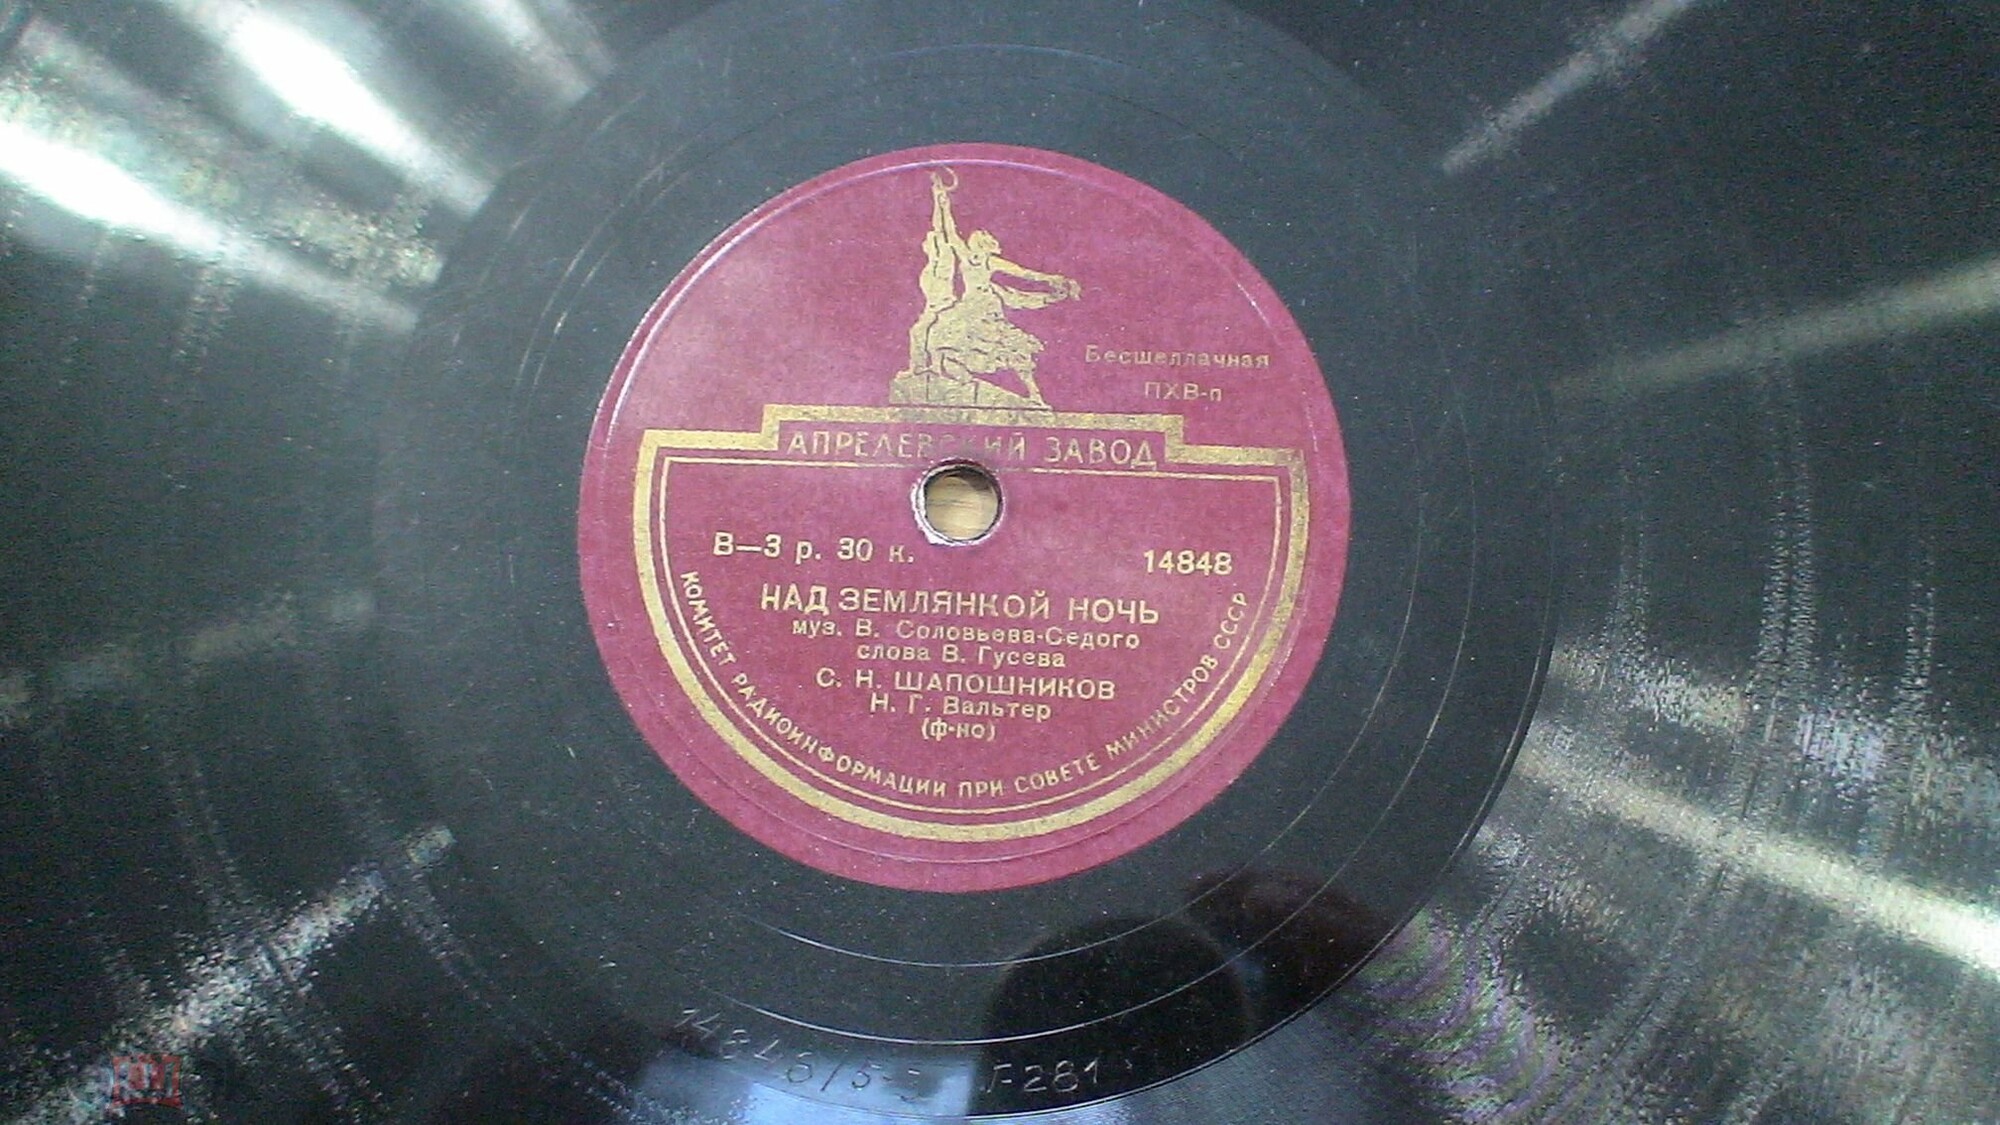 Бесшеллачная
ПХВ-п
АПРЕЛЕВСКИЙ ЗАВОД
В—3 р. 30 к.
14848
НАД ЗЕМЛЯНКОЙ НОЧЬ
муз. В. Соловьева-Седого
слова В. Гусева
С. Н. ШАПОШНИКОВ
Н. Г. Вальтер
(ф-но)
КОМИТЕТ РАДИОИНФОРМАЦИИ ПРИ СОВЕТЕ МИНИСТРОВ СССР
Г281